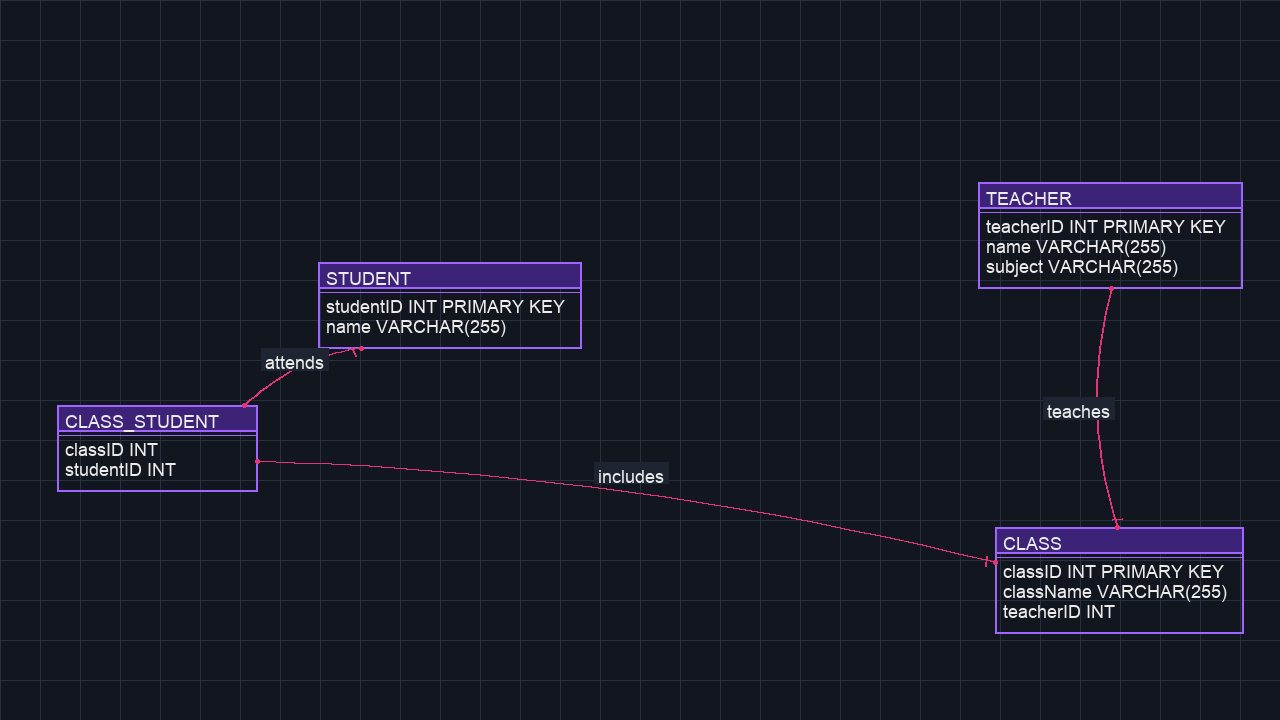 TEACHER
teacherID INT PRIMARY KEY
name VARCHAR(255)
subject VARCHAR(255)
STUDENT
studentID INT PRIMARY KEY
name VARCHAR(255)
attends
CLASS_STUDENT
classID INT
studentID INT
teaches
includes
CLASS
classID INT PRIMARY KEY
className VARCHAR(255)
teacherID INT